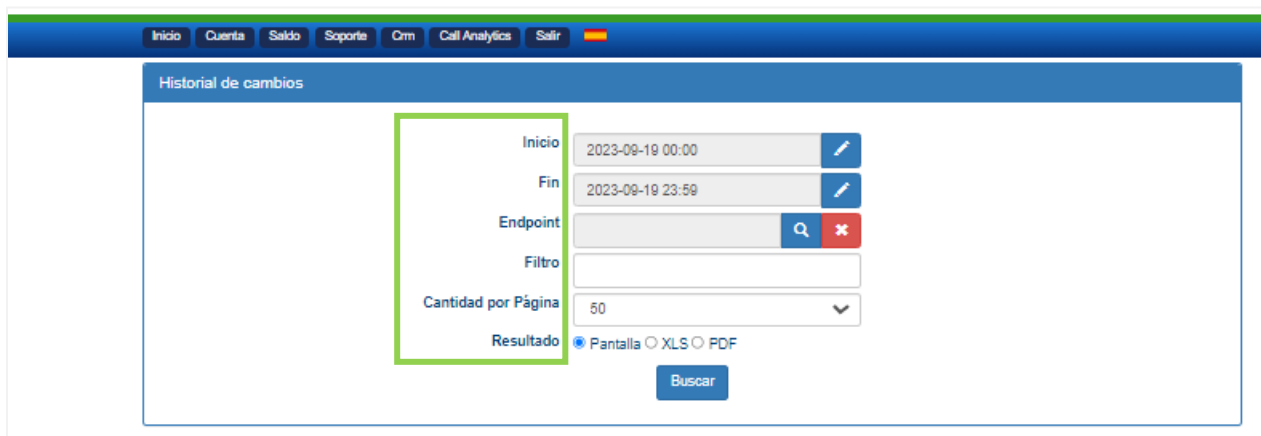 Inicio Cuenta Saldo Soporte Crm Call Analytics Salir
Historial de cambios
Inicio 2023-09-19 00:00
Fin 2023-09-19 23:59
Endpoint
Filtro
Cantidad por Página 50
Resultado Pantalla XLS PDF
Buscar